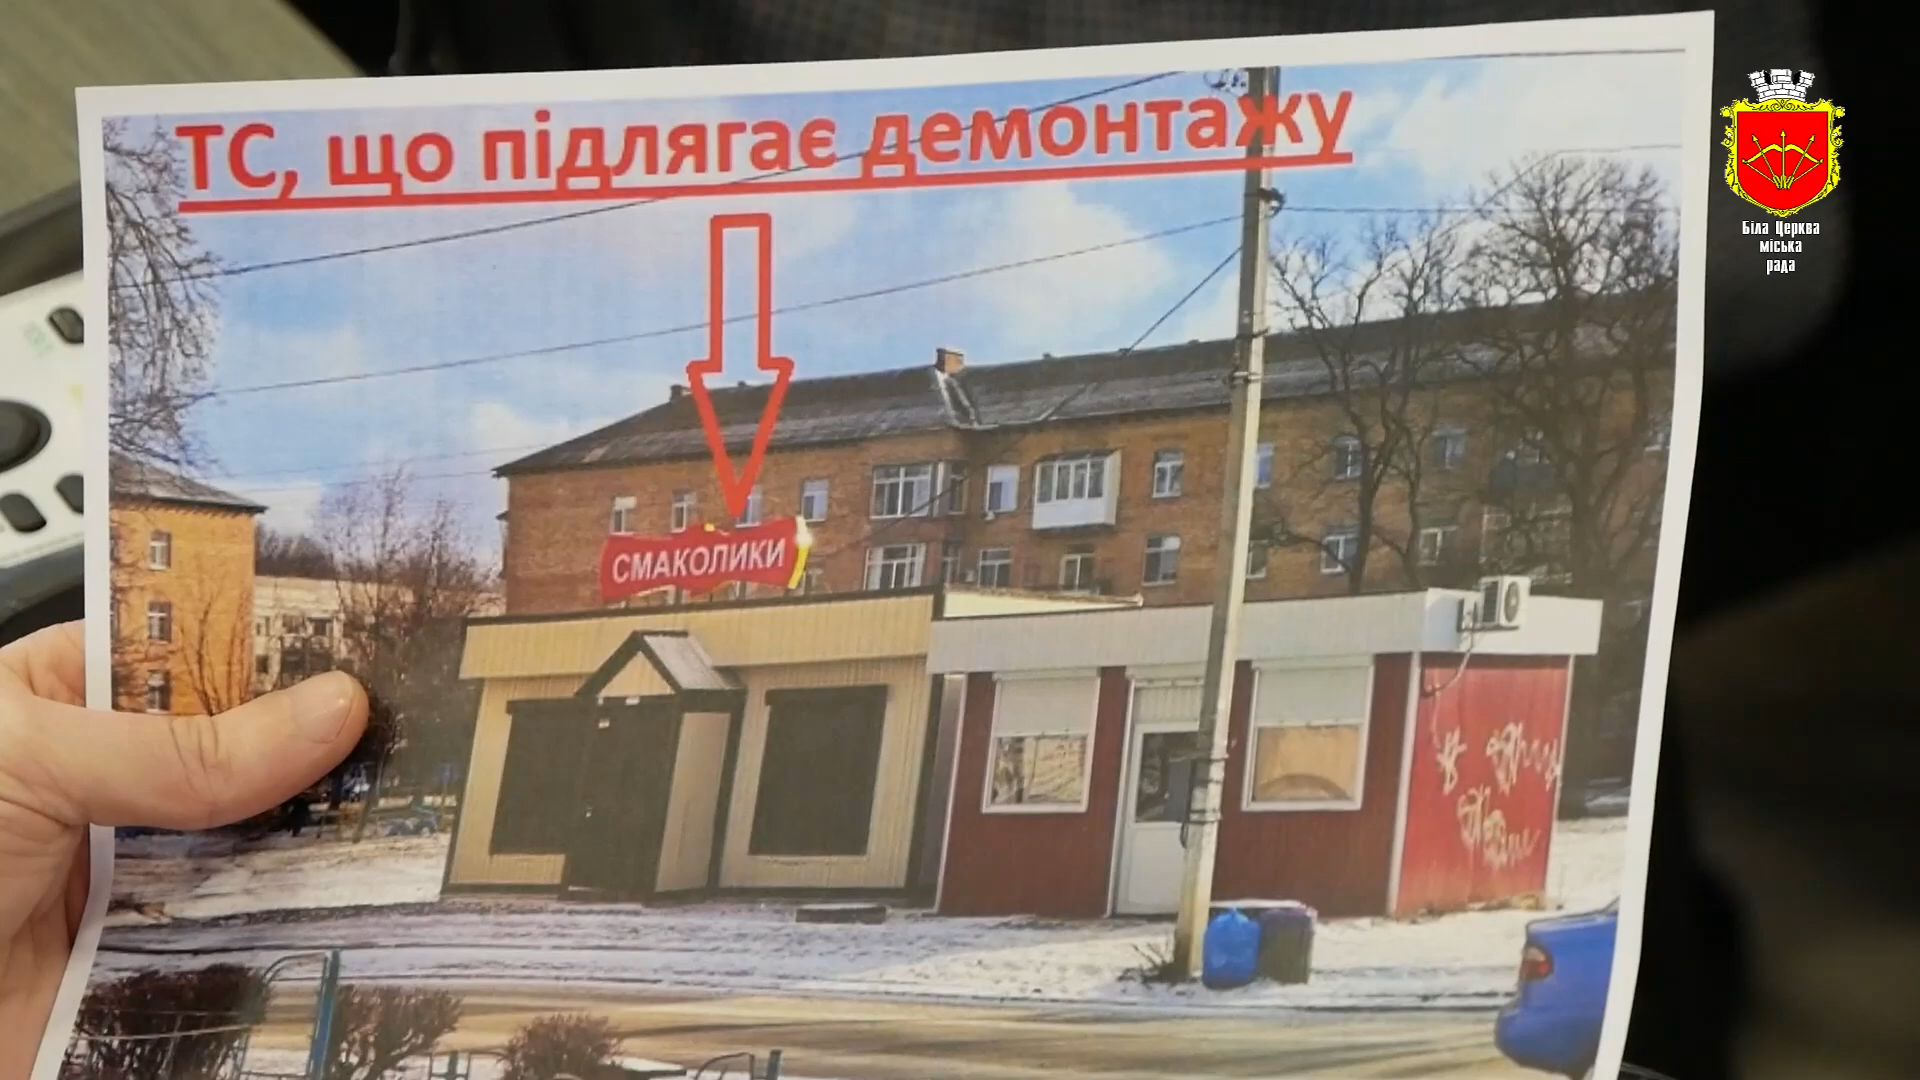 ТС, що підлягає демонтажу
СМАКОЛИКИ
Біла Церква
міська
рада